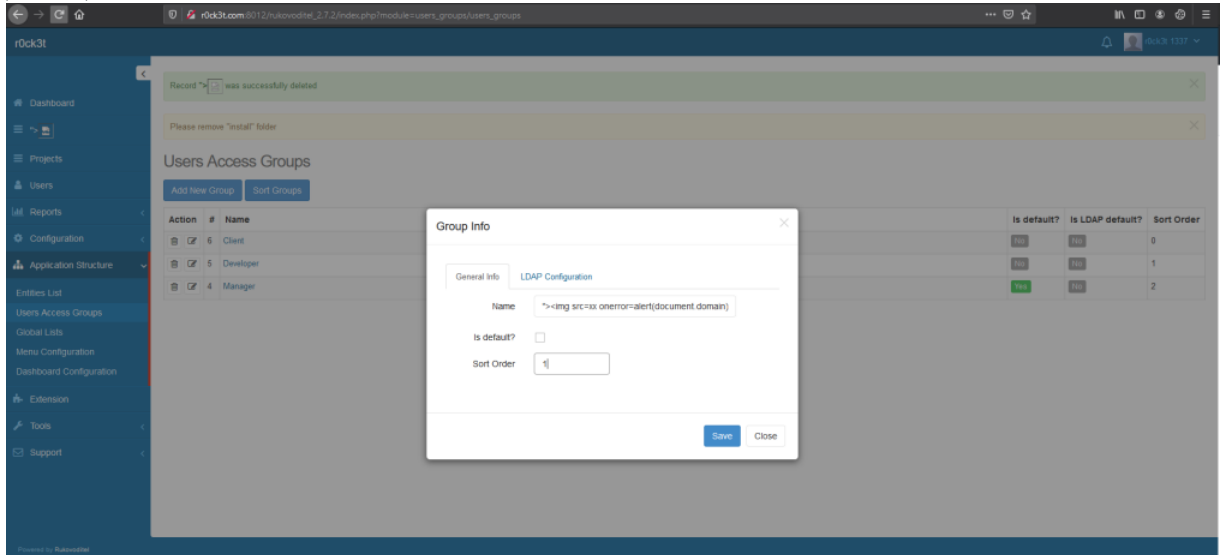 r0ck3t.com:8012/rukovoditel_2.7.2/index.php?module=users_groups/users_groups
r0ck3t
r0ck3t 1337
Record "> was successfully deleted
Please remove "install" folder
Dashboard
">
Projects
Users
Reports
Configuration
Application Structure
Entities List
Users Access Groups
Global Lists
Menu Configuration
Dashboard Configuration
Extension
Tools
Support
Powered by Rukovoditel
Users Access Groups
Add New Group Sort Groups
Action # Name Is default? Is LDAP default? Sort Order
6 Client No No 0
5 Developer No No 1
4 Manager Yes No 2
Group Info
General Info LDAP Configuration
Name "><img src=xx onerror=alert(document.domain)
Is default?
Sort Order 1
Save Close